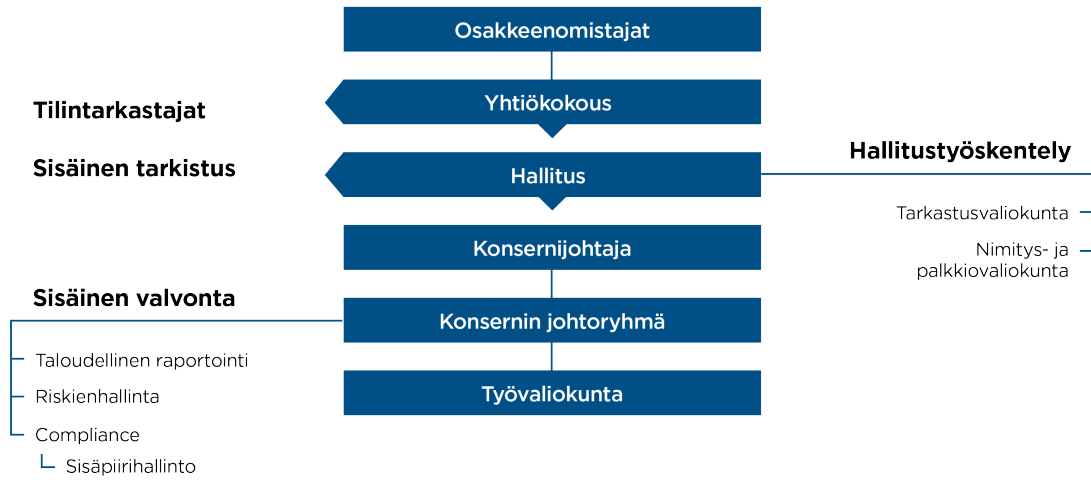 Osakkeenomistajat
Tilintarkastajat
Yhtiökokous
Sisäinen tarkistus
Hallitus
Hallitustyöskentely
Tarkastusvaliokunta
Nimitys- ja
palkkiovaliokunta
Konsernijohtaja
Sisäinen valvonta
Konsernin johtoryhmä
Taloudellinen raportointi
Riskienhallinta
Compliance
Sisäpiirihallinto
Työvaliokunta